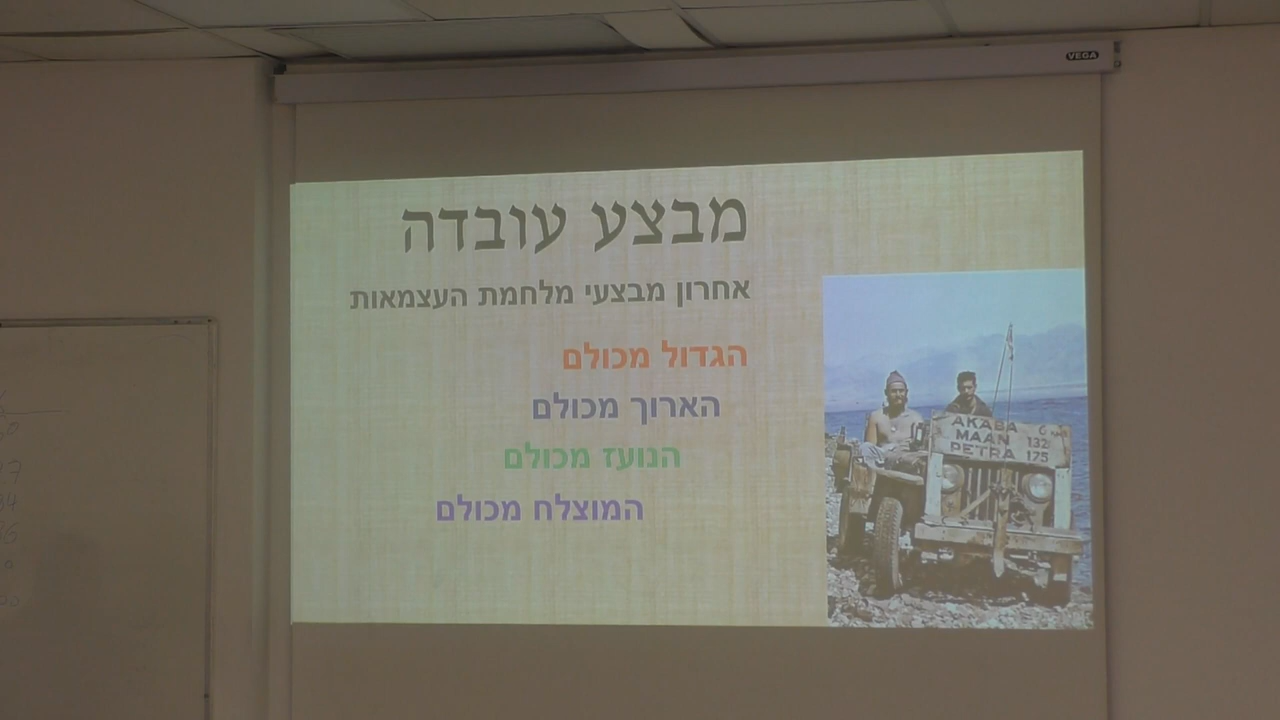 VEGA
מבצע עובדה
אחרון מבצעי מלחמת העצמאות
הגדול מכולם
הארוך מכולם
הנועז מכולם
המוצלח מכולם
AKABA 6
MAAN 132
PETRA 175